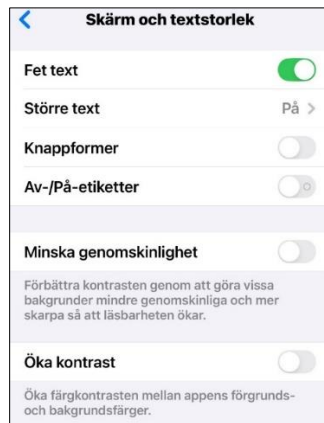 Skärm och textstorlek
Fet text
Större text På
Knappformer
Av-/På-etiketter
Minska genomskinlighet
Förbättra kontrasten genom att göra vissa
bakgrunder mindre genomskinliga och mer
skarpa så att läsbarheten ökar.
Öka kontrast
Öka färgkontrasten mellan appens förgrunds-
och bakgrundsfärger.